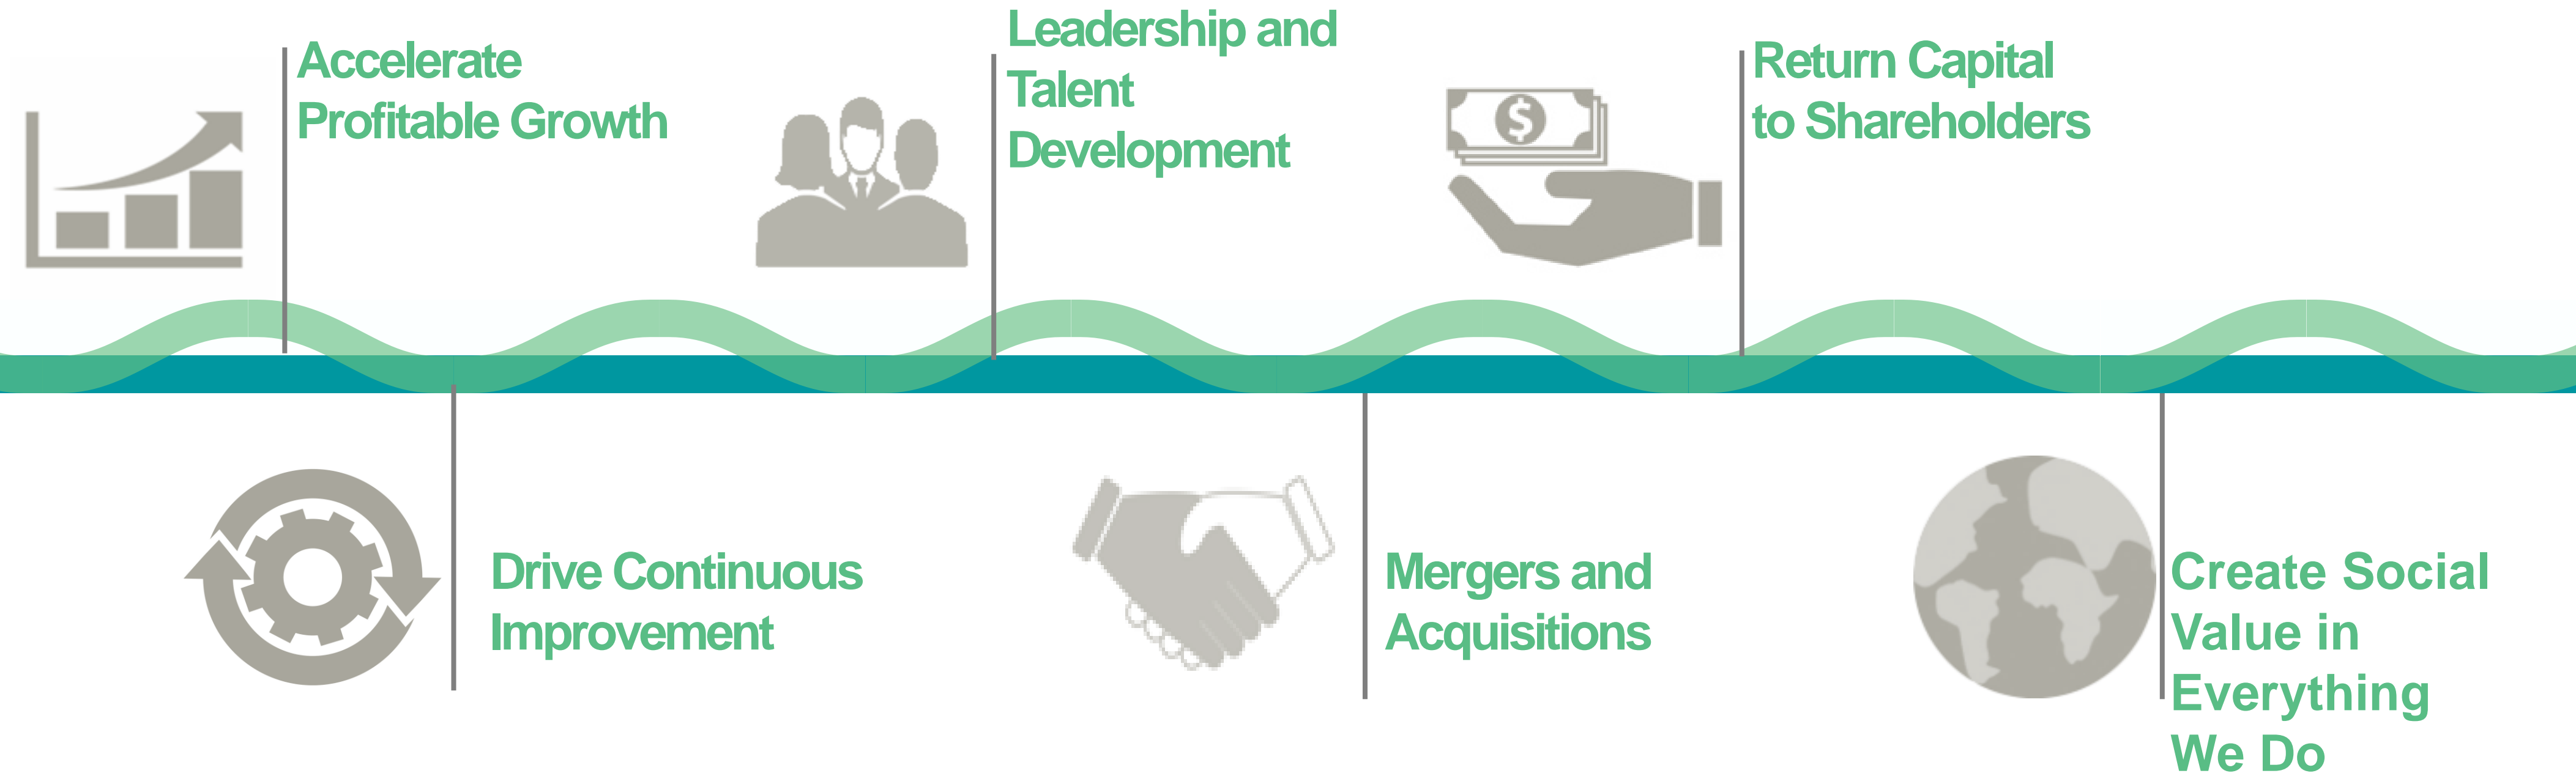 Accelerate
Profitable Growth
Leadership and
Talent
Development
$
Return Capital
to Shareholders
Drive Continuous
Improvement
Mergers and
Acquisitions
Create Social
Value in
Everything
We Do